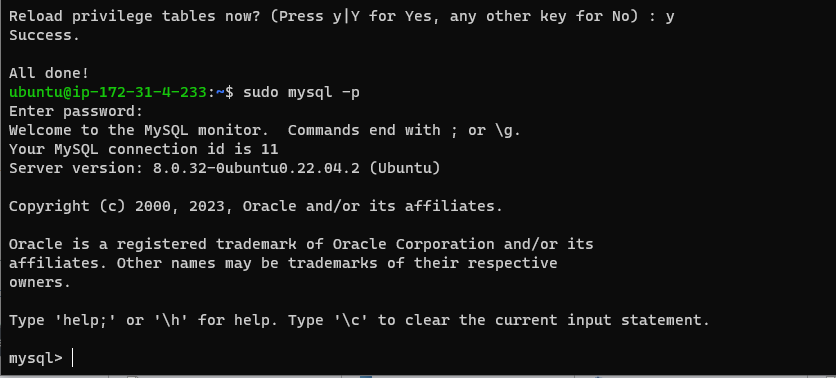 Reload privilege tables now? (Press y|Y for Yes, any other key for No) : y
Success.
All done!
ubuntu@ip-172-31-4-233:~$ sudo mysql -p
Enter password:
Welcome to the MySQL monitor.  Commands end with ; or \g.
Your MySQL connection id is 11
Server version: 8.0.32-0ubuntu0.22.04.2 (Ubuntu)
Copyright (c) 2000, 2023, Oracle and/or its affiliates.
Oracle is a registered trademark of Oracle Corporation and/or its
affiliates. Other names may be trademarks of their respective
owners.
Type 'help;' or '\h' for help. Type '\c' to clear the current input statement.
mysql>